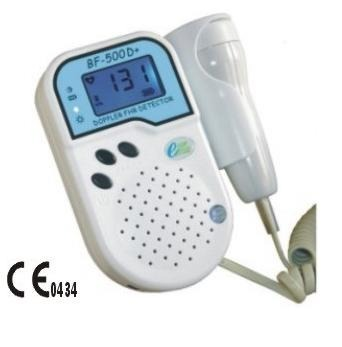 BF-500D+
131
DOPPLER FHR DETECTOR
CE0434